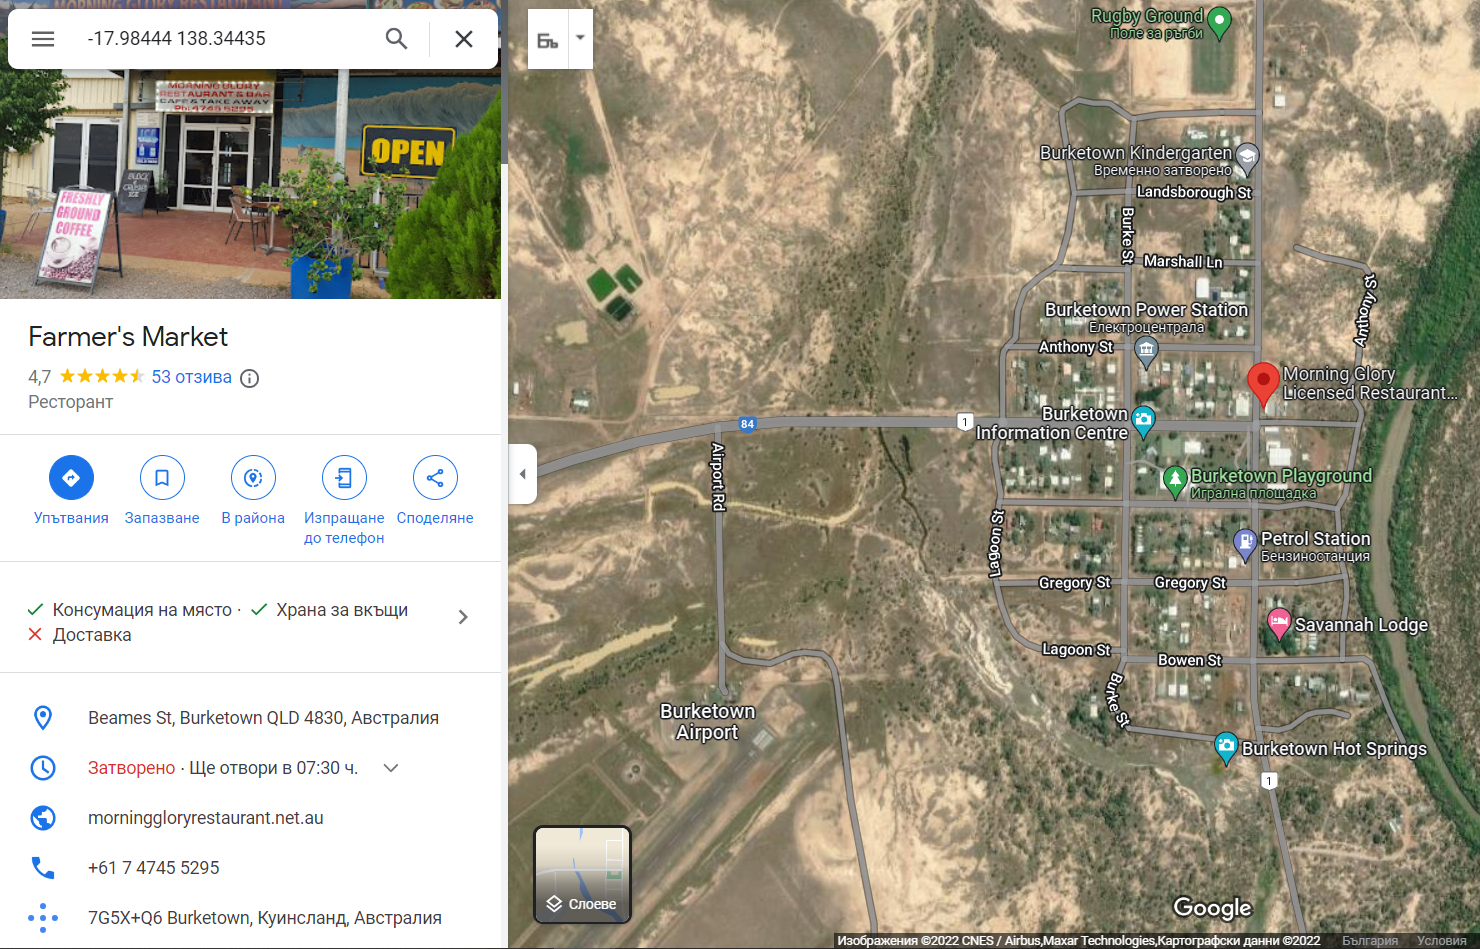 MORNING GLORY RESTAURANT
-17.98444 138.34435
MORNING GLORY
RESTAURANT & BAR
CAFE & TAKE AWAY
Ph: 4745 5295
ICE
OPEN
BLOCK
&
CRUSHED
ICE
FRESHLY
GROUND
COFFEE
Farmer's Market
4,7 53 отзива
Ресторант
Упътвания
Запазване
В района
Изпращане
до телефон
Споделяне
Консумация на място · Храна за вкъщи
Доставка
Beames St, Burketown QLD 4830, Австралия
Затворено · Ще отвори в 07:30 ч.
morninggloryrestaurant.net.au
+61 7 4745 5295
7G5X+Q6 Burketown, Куинсланд, Австралия
Rugby Ground
Поле за ръгби
Burketown Kindergarten
Временно затворено
Landsborough St
Burke St
Marshall Ln
Anthony St
Burketown Power Station
Електроцентрала
Anthony St
Morning Glory
Licensed Restaurant...
Burketown
Information Centre
84
1
Airport Rd
Burketown Playground
Игрална площадка
Lagoon St
Petrol Station
Бензиностанция
Gregory St
Gregory St
Savannah Lodge
Lagoon St
Bowen St
Burke St
Burketown
Airport
Burketown Hot Springs
1
Слоеве
Google
Изображения ©2022 CNES / Airbus,Maxar Technologies,Картографски данни ©2022
България
Условия